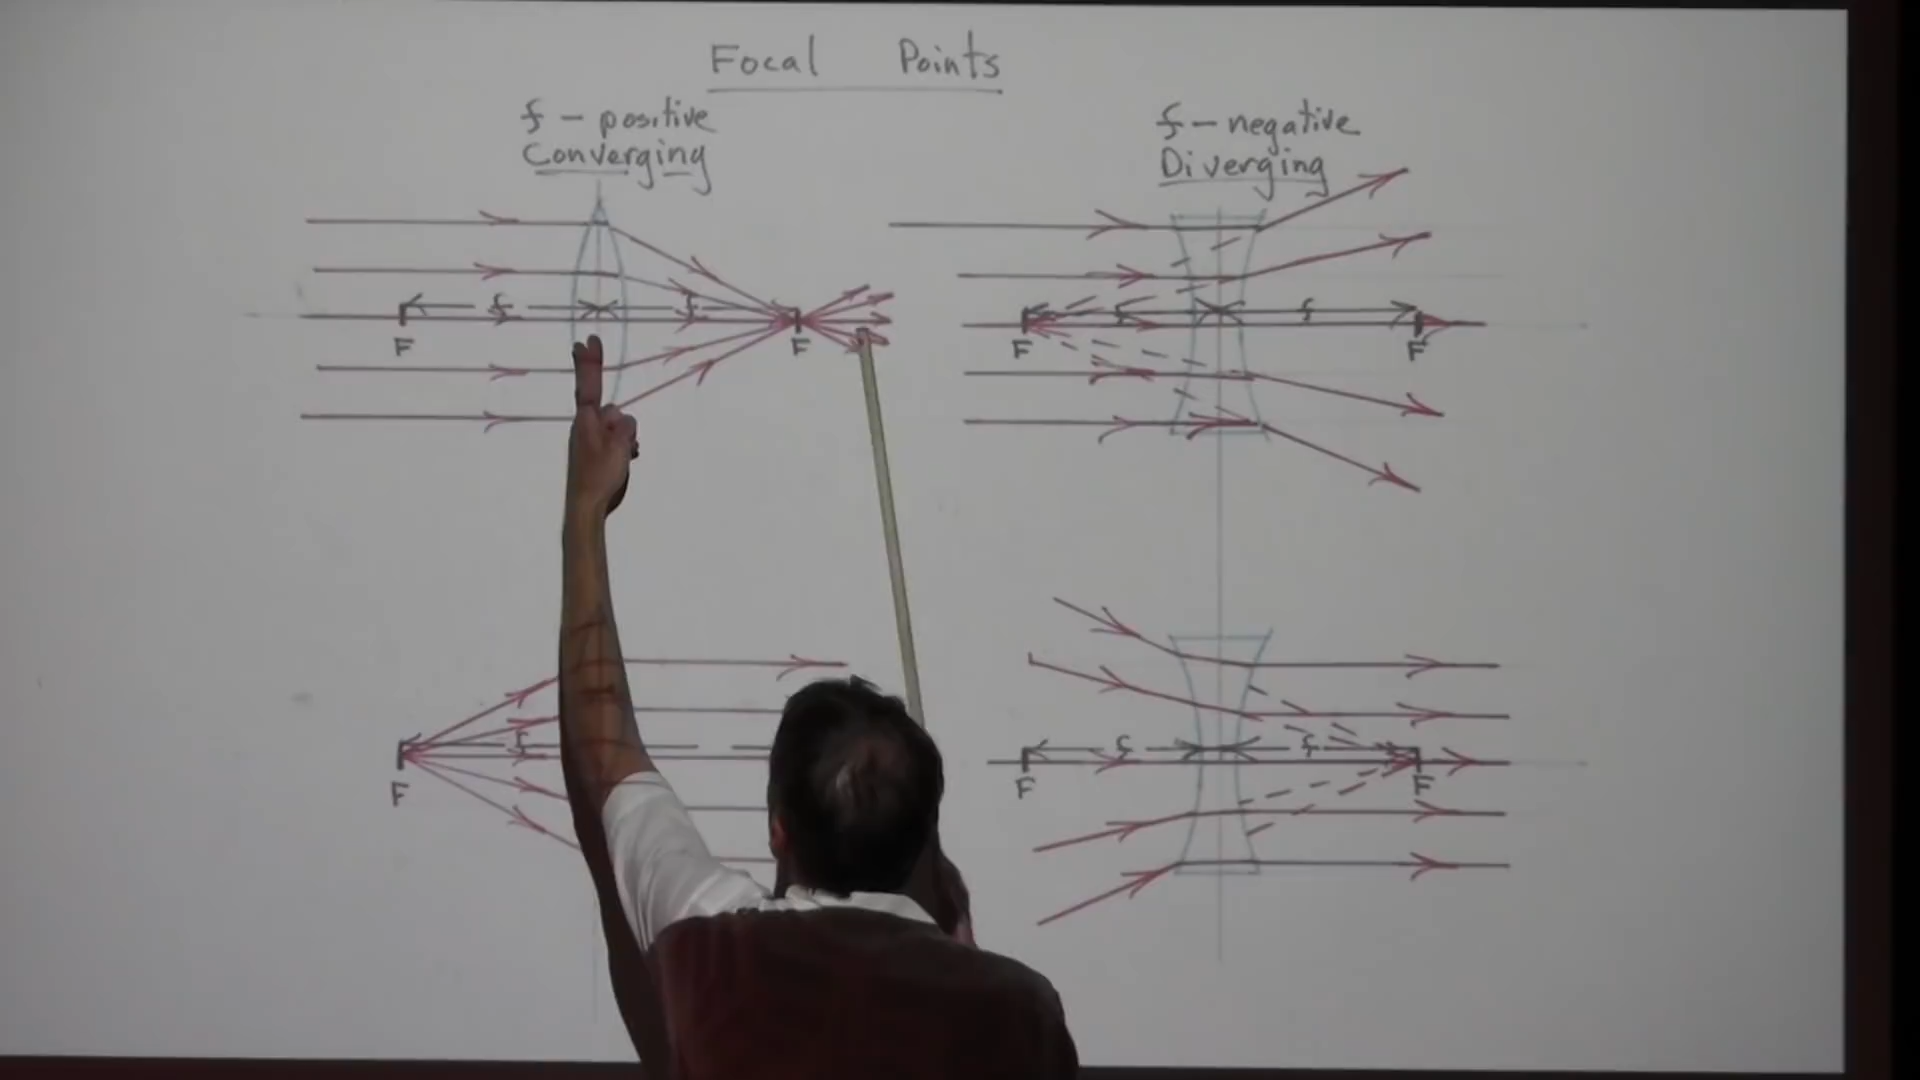 Focal Points
f - positive
Converging
f f
F F
f - negative
Diverging
f f
F F
f
F
f f
F F